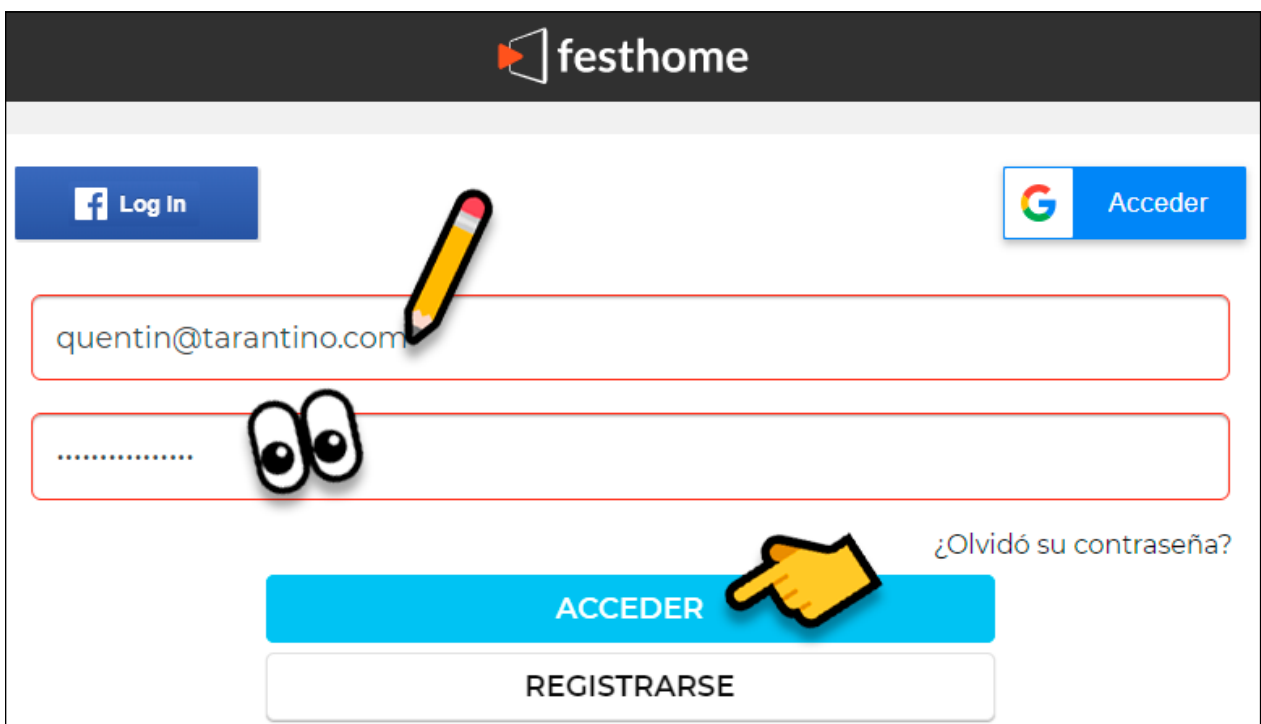 festhome
Log In
Acceder
quentin@tarantino.com
................
¿Olvidó su contraseña?
ACCEDER
REGISTRARSE